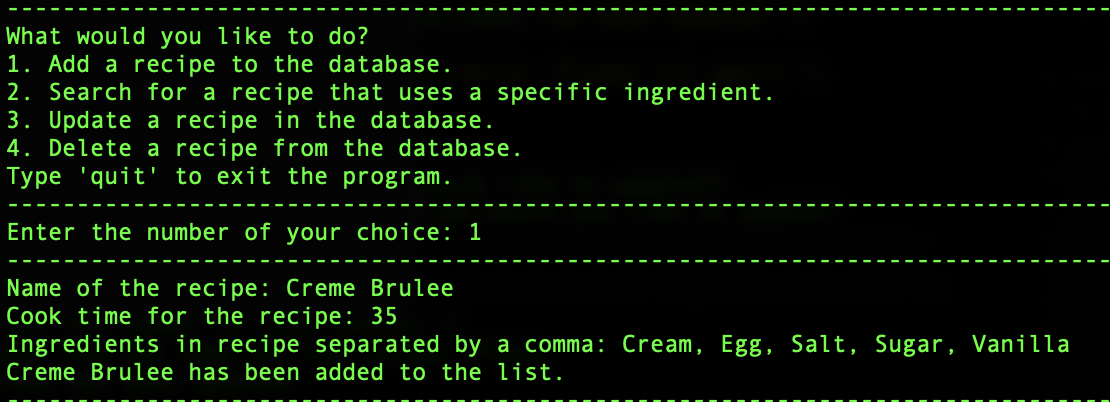 --------------------------------------------------------------------------------
What would you like to do?
1. Add a recipe to the database.
2. Search for a recipe that uses a specific ingredient.
3. Update a recipe in the database.
4. Delete a recipe from the database.
Type 'quit' to exit the program.
--------------------------------------------------------------------------------
Enter the number of your choice: 1
--------------------------------------------------------------------------------
Name of the recipe: Creme Brulee
Cook time for the recipe: 35
Ingredients in recipe separated by a comma: Cream, Egg, Salt, Sugar, Vanilla
Creme Brulee has been added to the list.
--------------------------------------------------------------------------------